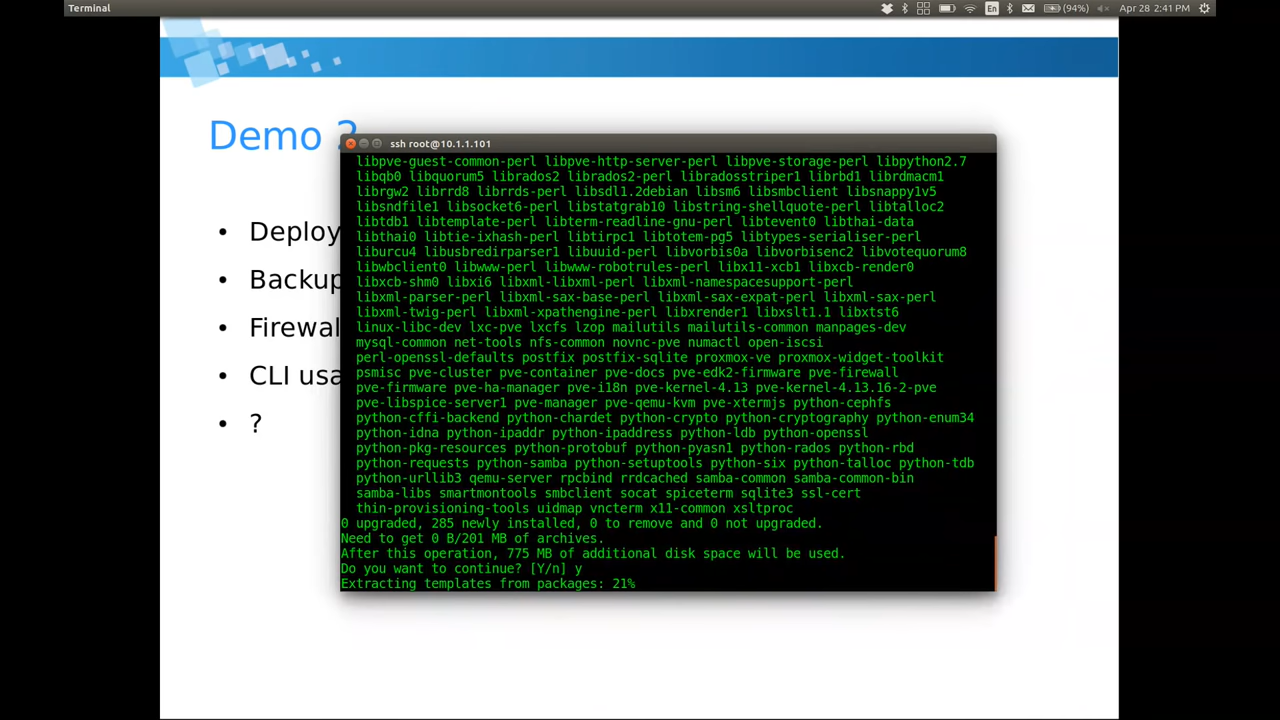 Terminal
En
(94%)
Apr 28 2:41 PM
Demo 2
• Deploy
• Backup
• Firewal
• CLI usa
• ?
ssh root@10.1.1.101
libpve-guest-common-perl libpve-http-server-perl libpve-storage-perl libpython2.7
libqb0 libquorum5 librados2 librados2-perl libradosstriper1 librbd1 librdmacm1
librgw2 librrd8 librrds-perl libsdl1.2debian libsm6 libsmbclient libsnappy1v5
libsndfile1 libsocket6-perl libstatgrab10 libstring-shellquote-perl libtalloc2
libtdb1 libtemplate-perl libterm-readline-gnu-perl libtevent0 libthai-data
libthai0 libtie-ixhash-perl libtirpc1 libtotem-pg5 libtypes-serialiser-perl
liburcu4 libusbredirparser1 libuuid-perl libvorbis0a libvorbisenc2 libvotequorum8
libwbclient0 libwww-perl libwww-robotrules-perl libx11-xcb1 libxcb-render0
libxcb-shm0 libxi6 libxml-libxml-perl libxml-namespacesupport-perl
libxml-parser-perl libxml-sax-base-perl libxml-sax-expat-perl libxml-sax-perl
libxml-twig-perl libxml-xpathengine-perl libxrender1 libxslt1.1 libxtst6
linux-libc-dev lxc-pve lxcfs lzop mailutils mailutils-common manpages-dev
mysql-common net-tools nfs-common novnc-pve numactl open-iscsi
perl-openssl-defaults postfix postfix-sqlite proxmox-ve proxmox-widget-toolkit
psmisc pve-cluster pve-container pve-docs pve-edk2-firmware pve-firewall
pve-firmware pve-ha-manager pve-i18n pve-kernel-4.13 pve-kernel-4.13.16-2-pve
pve-libspice-server1 pve-manager pve-qemu-kvm pve-xtermjs python-cephfs
python-cffi-backend python-chardet python-crypto python-cryptography python-enum34
python-idna python-ipaddr python-ipaddress python-ldb python-openssl
python-pkg-resources python-protobuf python-pyasn1 python-rados python-rbd
python-requests python-samba python-setuptools python-six python-talloc python-tdb
python-urllib3 qemu-server rpcbind rrdcached samba-common samba-common-bin
samba-libs smartmontools smbclient socat spiceterm sqlite3 ssl-cert
thin-provisioning-tools uidmap vncterm x11-common xsltproc
0 upgraded, 285 newly installed, 0 to remove and 0 not upgraded.
Need to get 0 B/201 MB of archives.
After this operation, 775 MB of additional disk space will be used.
Do you want to continue? [Y/n] y
Extracting templates from packages: 21%